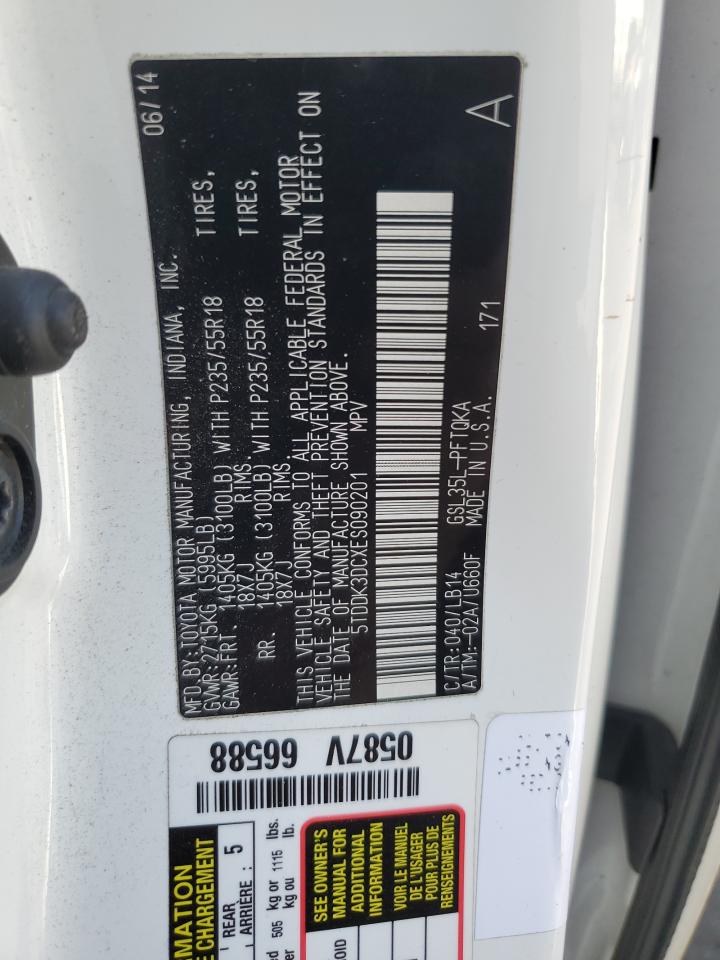 MFD.BY:TOYOTA MOTOR MANUFACTURING, INDIANA, INC. 06/14
GVWR:2715KG (5995LB)
GAWR:FRT. 1405KG (3100LB) WITH P235/55R18 TIRES,
18X7J RIMS.
RR. 1405KG (3100LB) WITH P235/55R18 TIRES,
18X7J RIMS.
THIS VEHICLE CONFORMS TO ALL APPLICABLE FEDERAL MOTOR
VEHICLE SAFETY AND THEFT PREVENTION STANDARDS IN EFFECT ON
THE DATE OF MANUFACTURE SHOWN ABOVE.
5TDDK3DCXES090201 MPV
C/TR:040/LB14 GSL35L-PFTQKA 171
A/TM:-02A/U660F MADE IN U.S.A. A
0587V 66588
REAR
ARRIÈRE : 5
505 kg or 1115 lbs.
kg ou lb.
SEE OWNER'S
MANUAL FOR
ADDITIONAL
INFORMATION
VOIR LE MANUEL
DE L'USAGER
POUR PLUS DE
RENSEIGNEMENTS